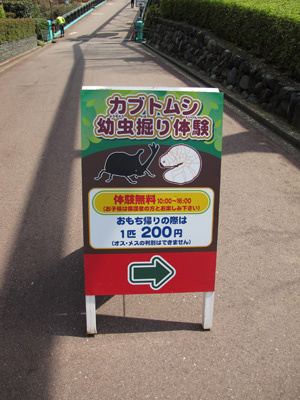 カブトムシ
幼虫掘り体験
体験無料 10:00~16:00
(お子様は保護者の方とお楽しみ下さい)
おもち帰りの際は
1匹 200円
(オス・メスの判別はできません)